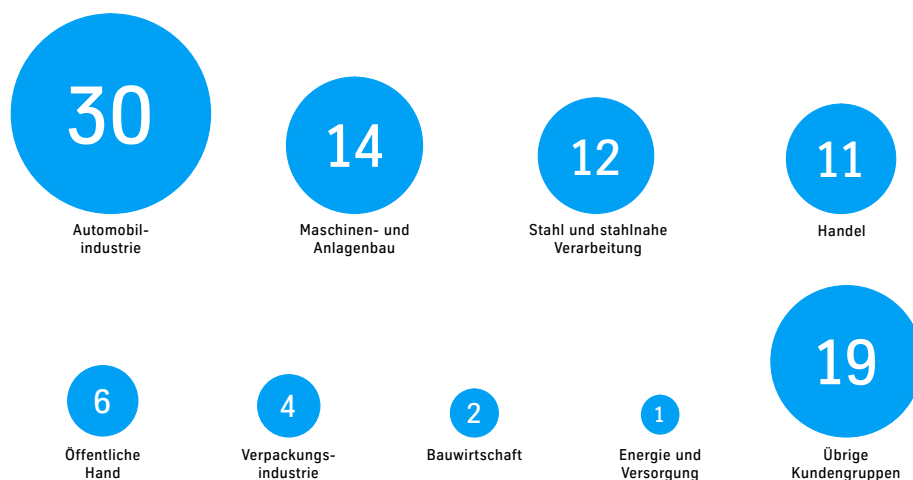 30
14
12
11
Automobil-
industrie
Maschinen- und
Anlagenbau
Stahl und stahlnahe
Verarbeitung
Handel
6
4
2
1
19
Öffentliche
Hand
Verpackungs-
industrie
Bauwirtschaft
Energie und
Versorgung
Übrige
Kundengruppen